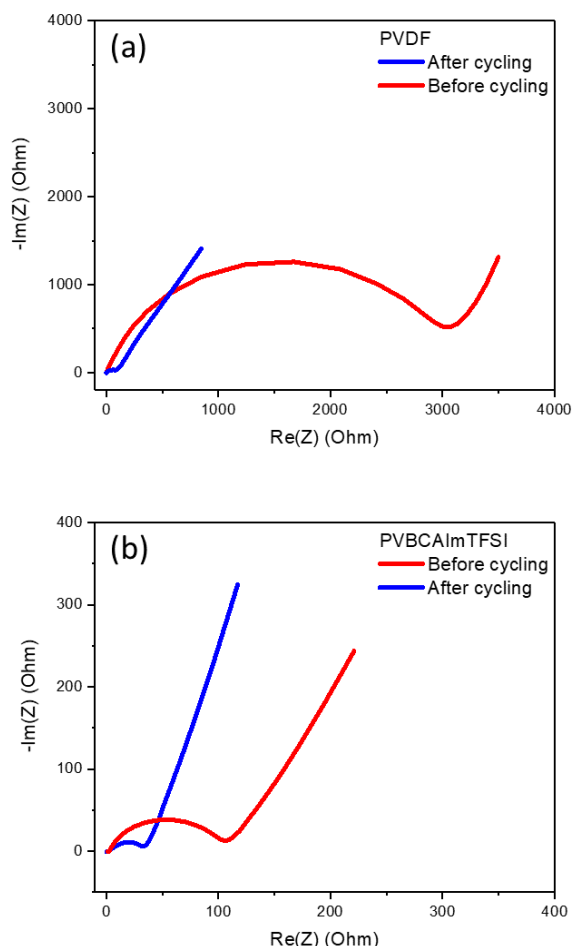 (a)
PVDF
After cycling
Before cycling
4000
3000
2000
1000
0
-Im(Z) (Ohm)
0 1000 2000 3000 4000
Re(Z) (Ohm)
(b)
PVBCAImTFSI
Before cycling
After cycling
400
300
200
100
0
-Im(Z) (Ohm)
0 100 200 300 400
Re(Z) (Ohm)